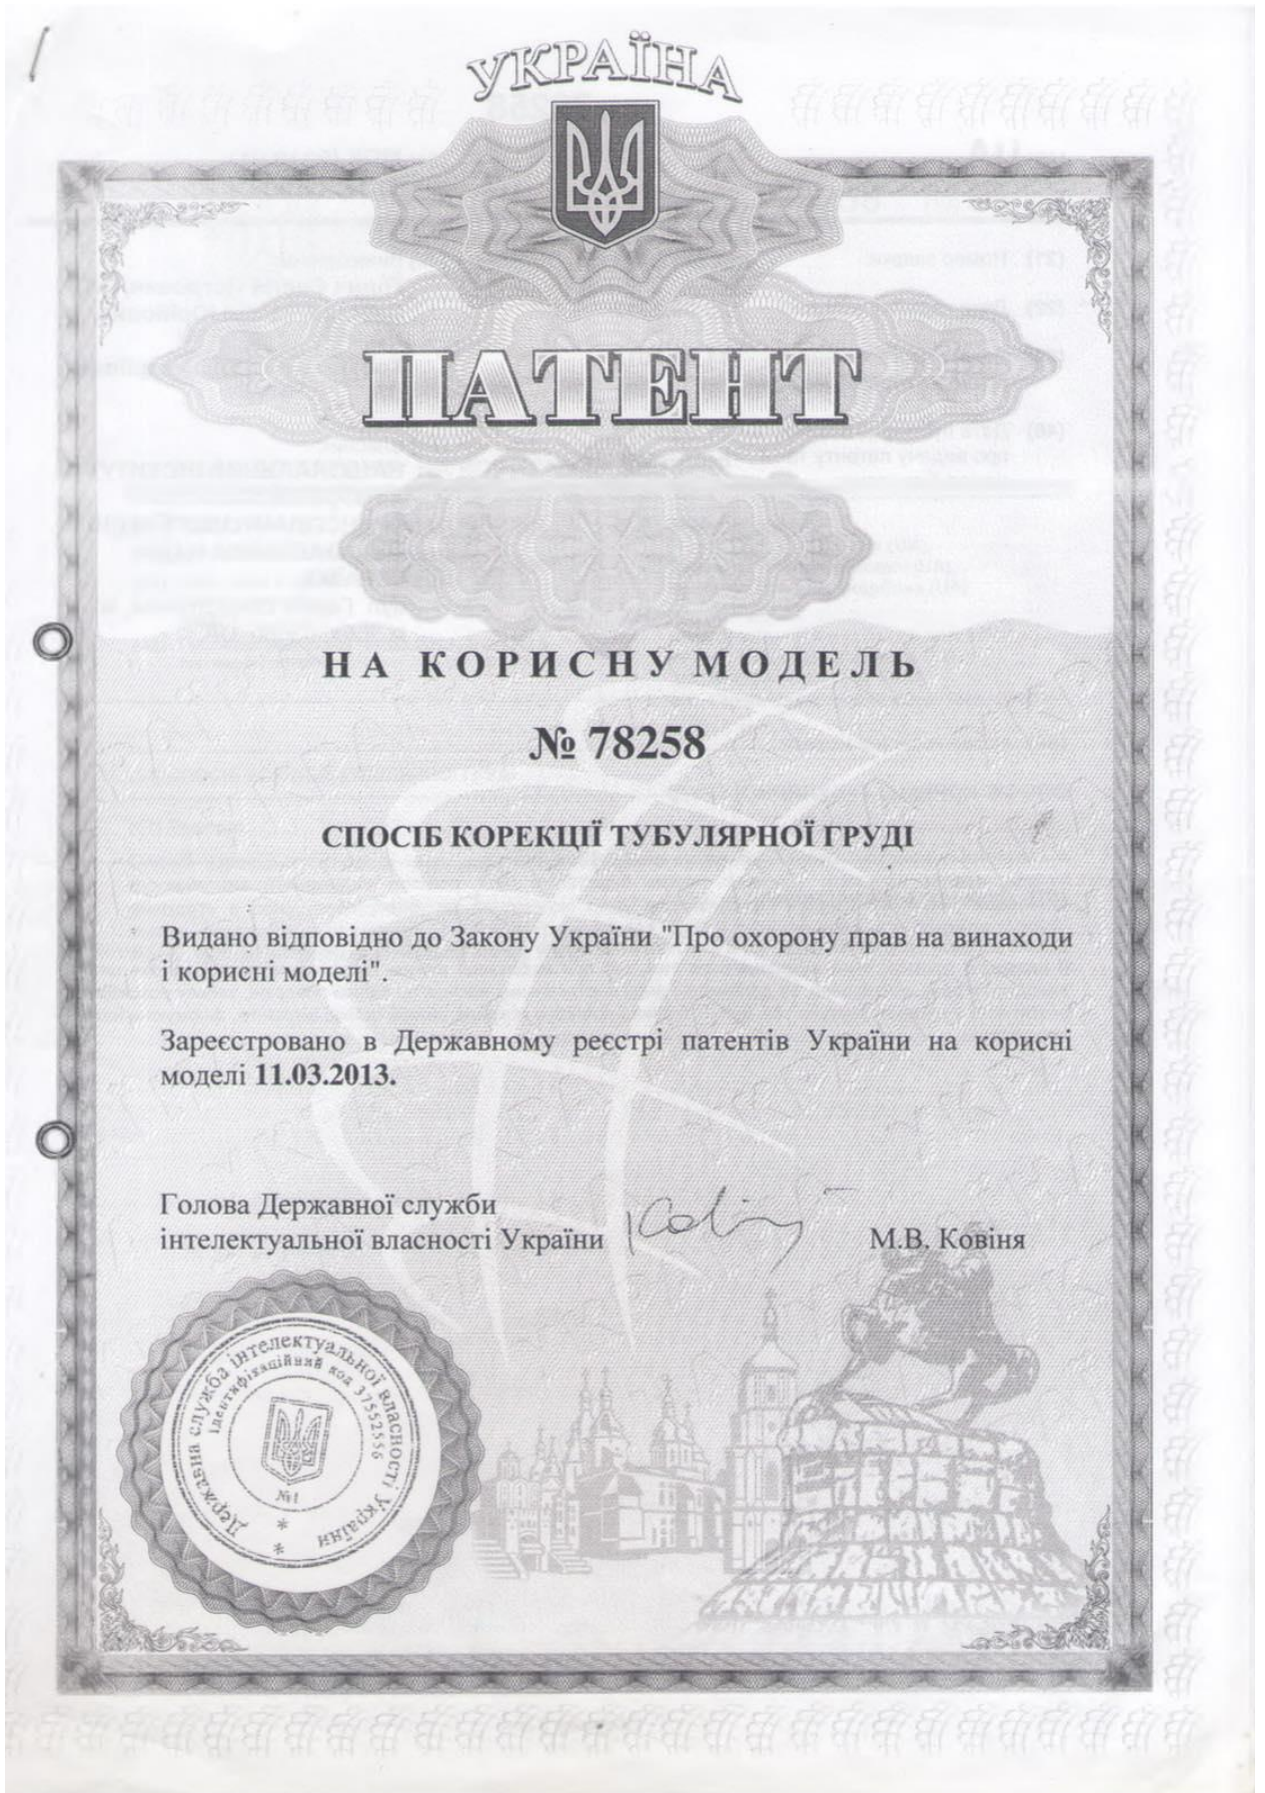 УКРАЇНА
ПАТЕНТ
НА КОРИСНУ МОДЕЛЬ
№ 78258
СПОСІБ КОРЕКЦІЇ ТУБУЛЯРНОЇ ГРУДІ
Видано відповідно до Закону України "Про охорону прав на винаходи
і корисні моделі".
Зареєстровано в Державному реєстрі патентів України на корисні
моделі 11.03.2013.
Голова Державної служби
інтелектуальної власності України
М.В. Ковіня
Державна служба інтелектуальної власності України
Ідентифікаційний код 37552556
№1